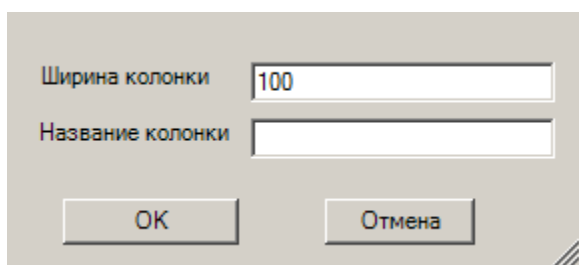 Ширина колонки 100
Название колонки
OK Отмена